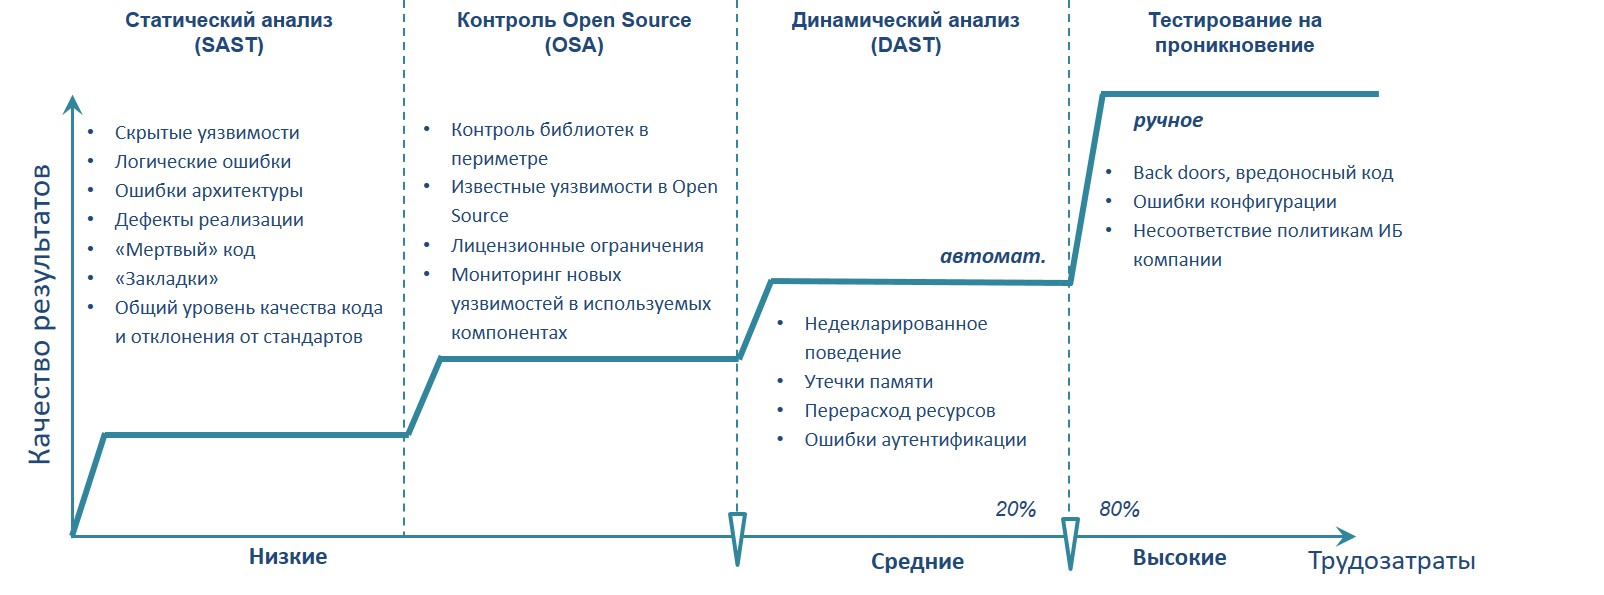 Статический анализ
(SAST)
Контроль Open Source
(OSA)
Динамический анализ
(DAST)
Тестирование на
проникновение
Качество результатов
• Скрытые уязвимости
• Логические ошибки
• Ошибки архитектуры
• Дефекты реализации
• «Мертвый» код
• «Закладки»
• Общий уровень качества кода
и отклонения от стандартов
• Контроль библиотек в
периметре
• Известные уязвимости в Open
Source
• Лицензионные ограничения
• Мониторинг новых
уязвимостей в используемых
компонентах
автомат.
• Недекларированное
поведение
• Утечки памяти
• Перерасход ресурсов
• Ошибки аутентификации
ручное
• Back doors, вредоносный код
• Ошибки конфигурации
• Несоответствие политикам ИБ
компании
20%
80%
Низкие
Средние
Высокие
Трудозатраты